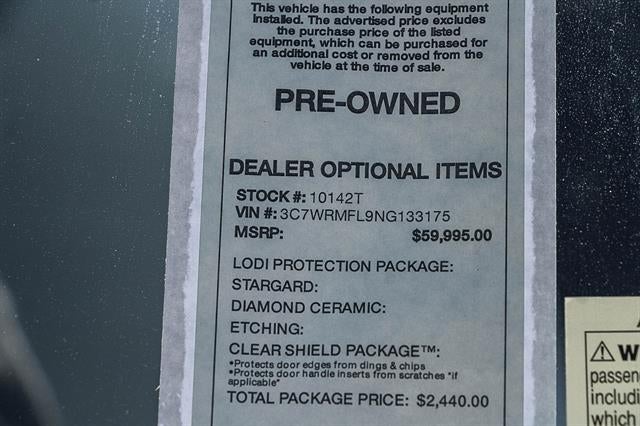 This vehicle has the following equipment
installed. The advertised price excludes
the purchase price of the listed
equipment, which can be purchased for
an additional cost or removed from the
vehicle at the time of sale.
PRE-OWNED
DEALER OPTIONAL ITEMS
STOCK #: 10142T
VIN #: 3C7WRMFL9NG133175
MSRP: $59,995.00
LODI PROTECTION PACKAGE:
STARGARD:
DIAMOND CERAMIC:
ETCHING:
CLEAR SHIELD PACKAGE™:
*Protects door edges from dings & chips
*Protects door handle inserts from scratches *if
applicable*
TOTAL PACKAGE PRICE: $2,440.00
⚠ W
passen
includi
which